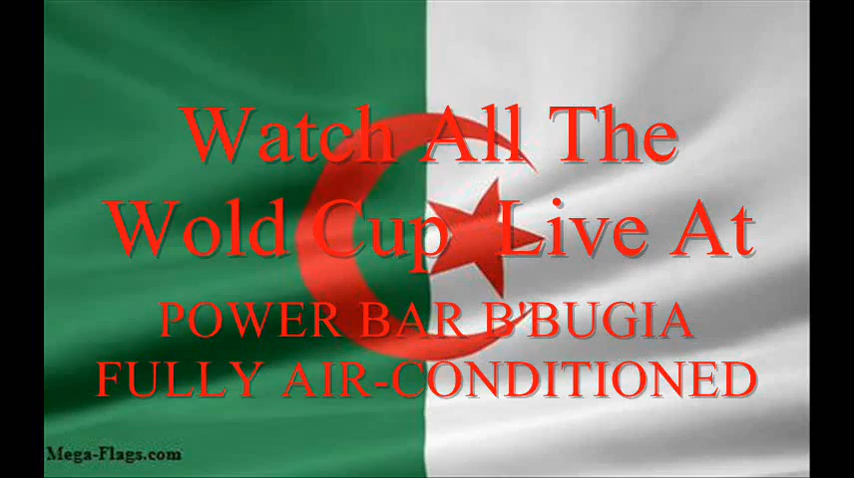 Watch All The
Wold Cup Live At
POWER BAR B'BUGIA
FULLY AIR-CONDITIONED
Mega-Flags.com